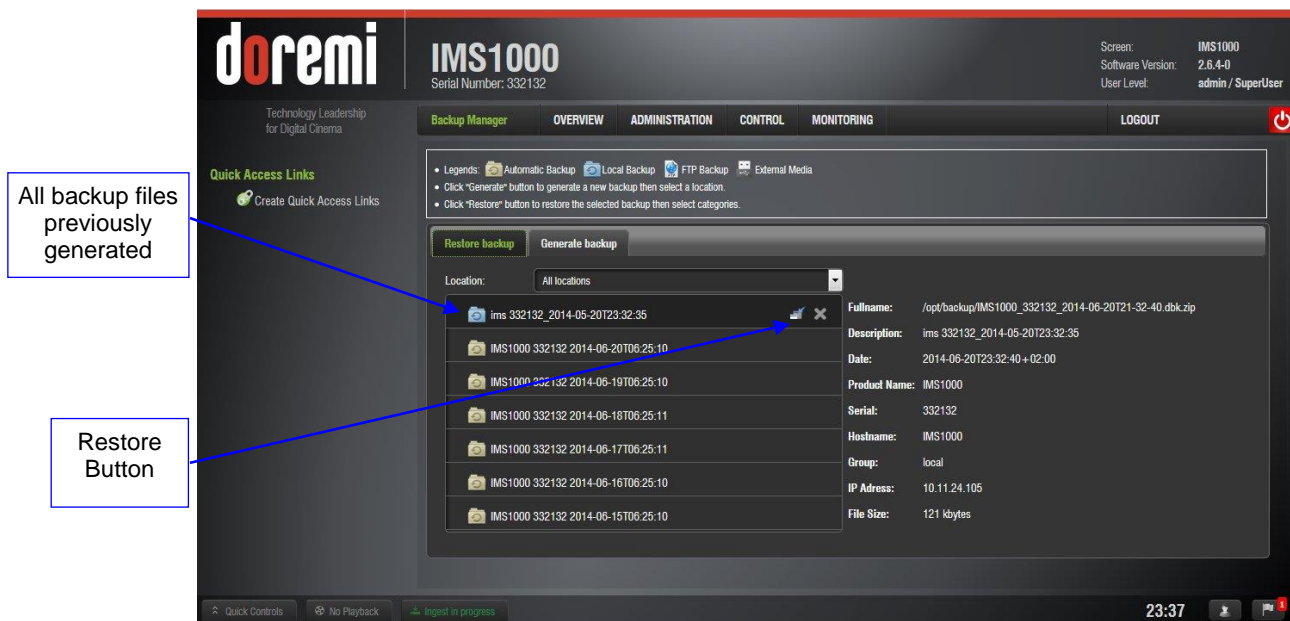 doremi
Technology Leadership
for Digital Cinema
IMS1000
Serial Number: 332132
Screen: IMS1000
Software Version: 2.6.4-0
User Level: admin / SuperUser
Backup Manager OVERVIEW ADMINISTRATION CONTROL MONITORING LOGOUT
Quick Access Links
Create Quick Access Links
• Legends: Automatic Backup Local Backup FTP Backup External Media
• Click "Generate" button to generate a new backup then select a location.
• Click "Restore" button to restore the selected backup then select categories.
All backup files
previously
generated
Restore
Button
Restore backup Generate backup
Location: All locations
ims 332132_2014-05-20T23:32:35
IMS1000 332132 2014-06-20T06:25:10
IMS1000 332132 2014-06-19T06:25:10
IMS1000 332132 2014-06-18T06:25:11
IMS1000 332132 2014-06-17T06:25:11
IMS1000 332132 2014-06-16T06:25:10
IMS1000 332132 2014-06-15T06:25:10
Fullname: /opt/backup/IMS1000_332132_2014-06-20T21-32-40.dbk.zip
Description: ims 332132_2014-05-20T23:32:35
Date: 2014-06-20T23:32:40+02:00
Product Name: IMS1000
Serial: 332132
Hostname: IMS1000
Group: local
IP Adress: 10.11.24.105
File Size: 121 kbytes
Quick Controls No Playback Ingest in progress 23:37 1